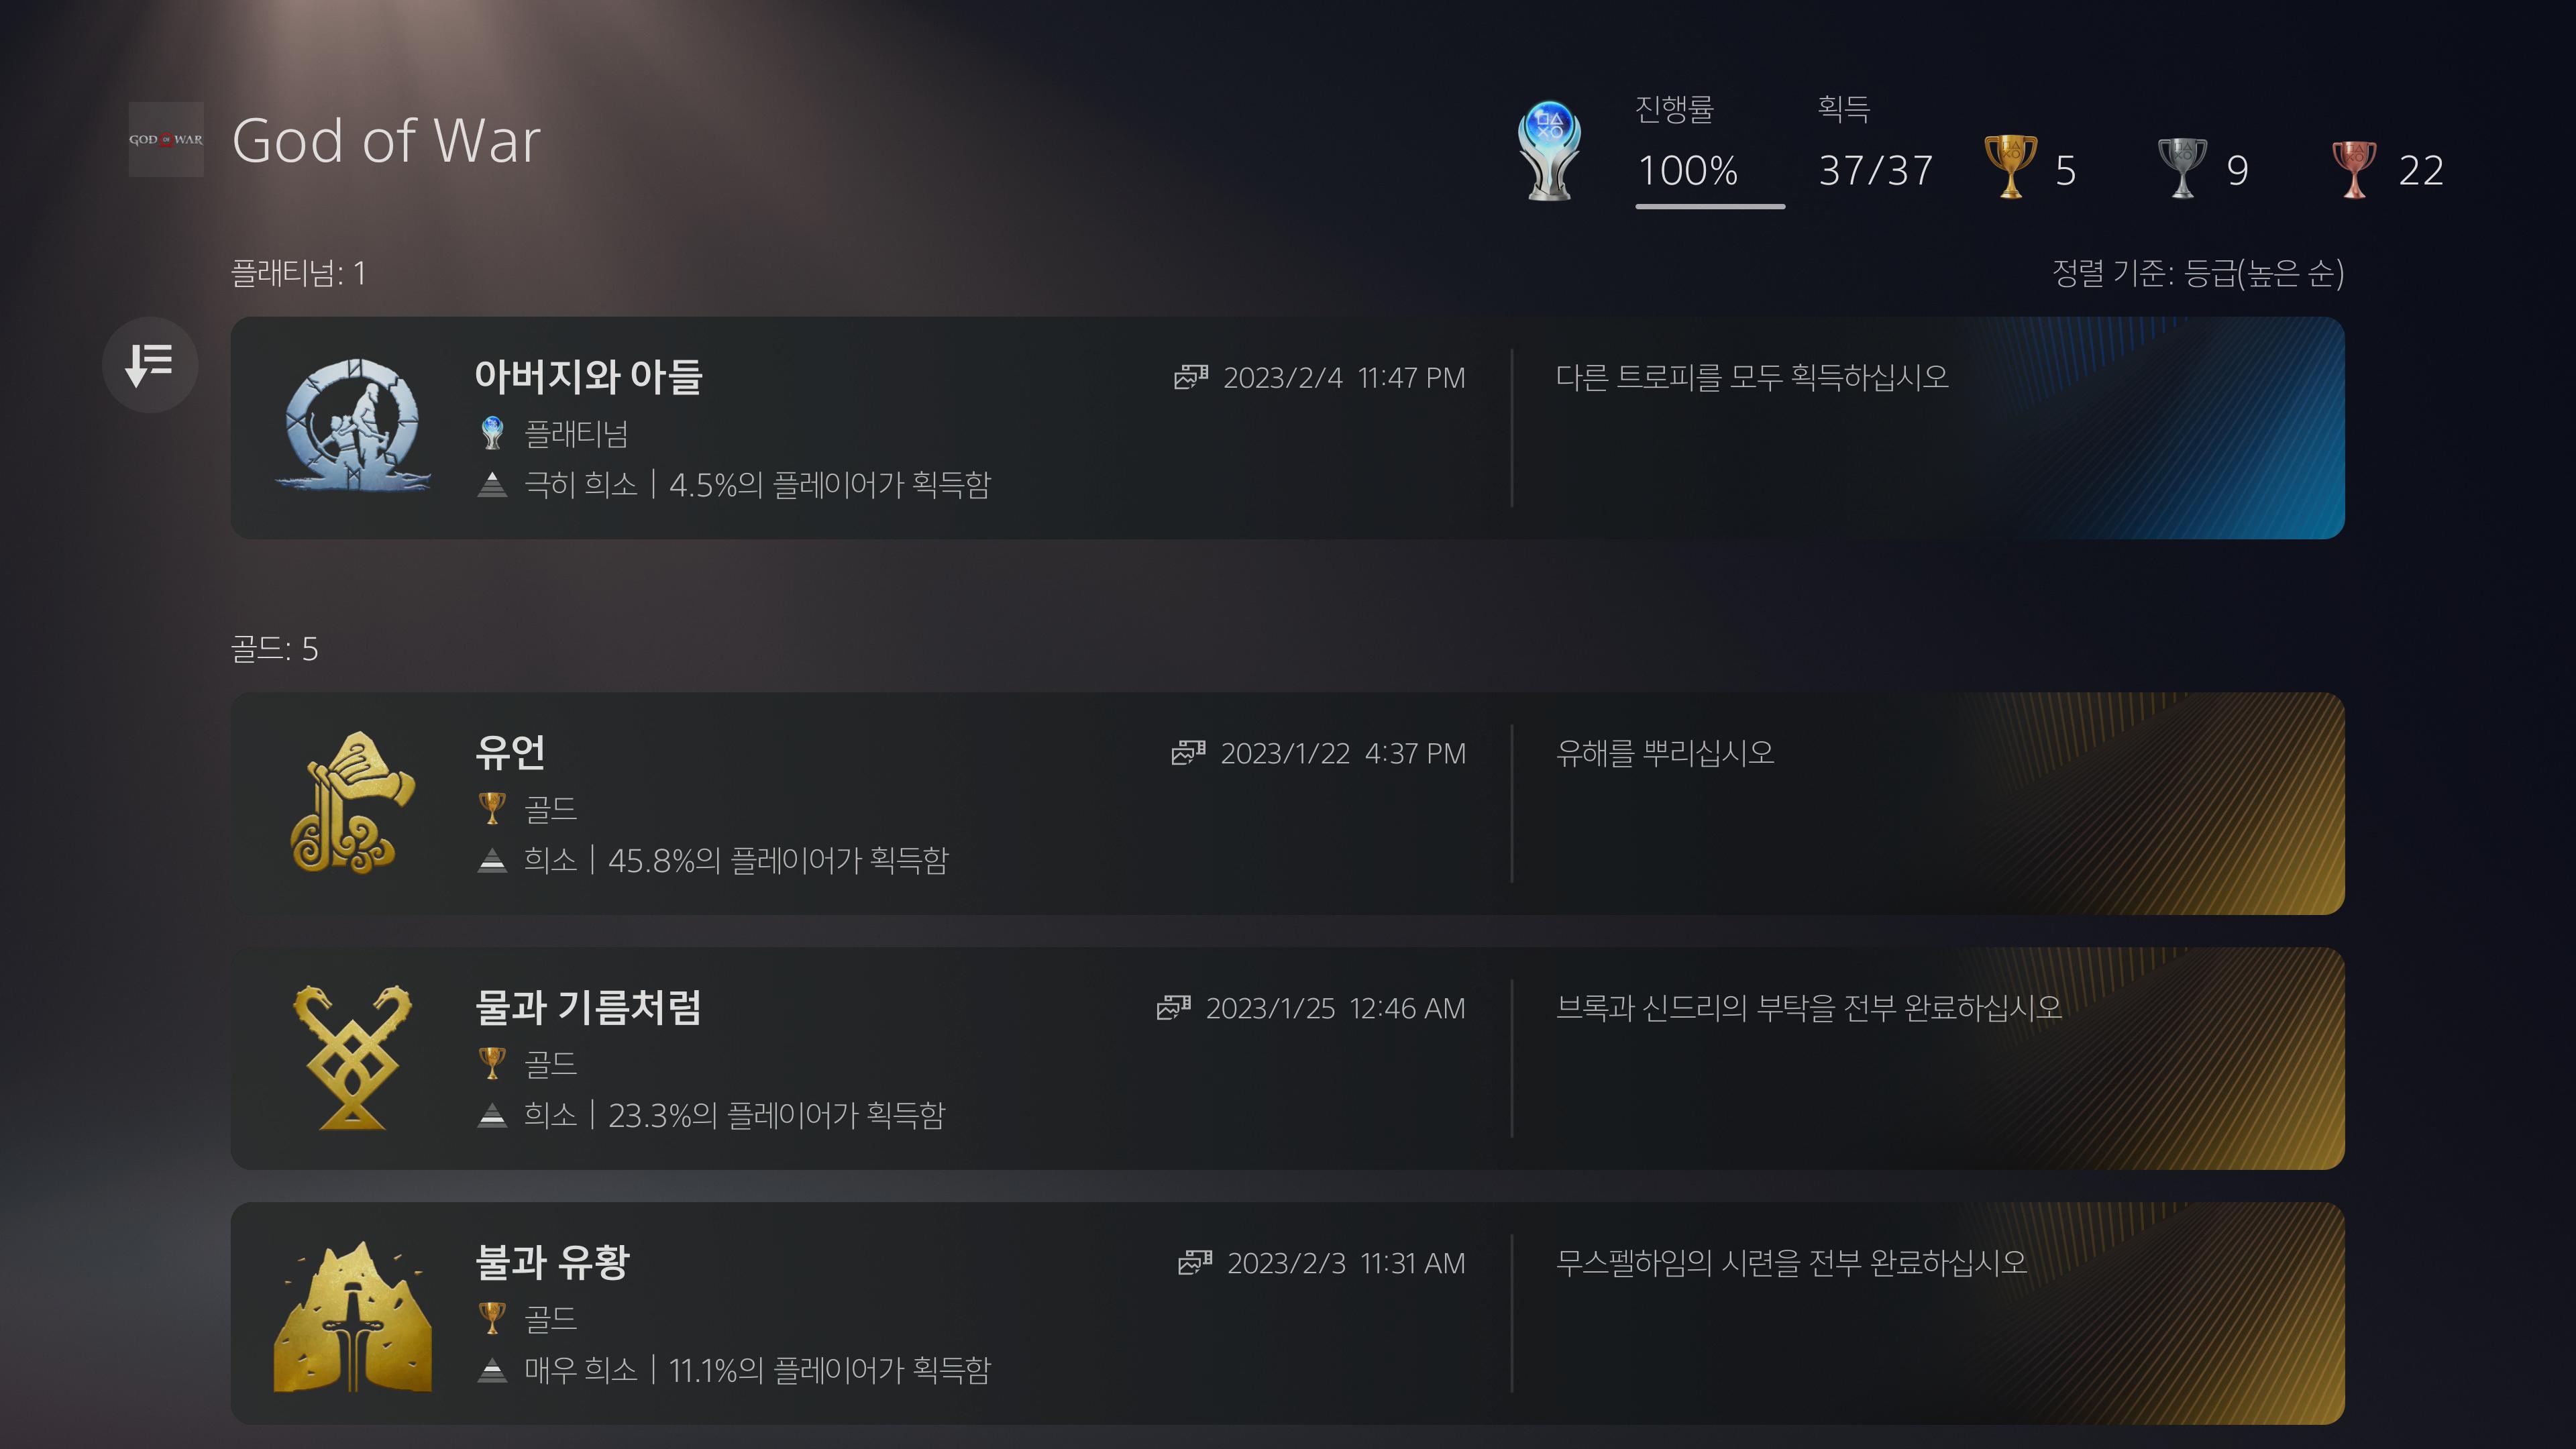 GOD OF WAR
God of War
진행률
획득
100%
37/37
5
9
22
플래티넘: 1
정렬 기준: 등급(높은 순)
아버지와 아들
2023/2/4 11:47 PM
다른 트로피를 모두 획득하십시오
플래티넘
극히 희소 | 4.5%의 플레이어가 획득함
골드: 5
유언
2023/1/22 4:37 PM
유해를 뿌리십시오
골드
희소 | 45.8%의 플레이어가 획득함
물과 기름처럼
2023/1/25 12:46 AM
브록과 신드리의 부탁을 전부 완료하십시오
골드
희소 | 23.3%의 플레이어가 획득함
불과 유황
2023/2/3 11:31 AM
무스펠하임의 시련을 전부 완료하십시오
골드
매우 희소 | 11.1%의 플레이어가 획득함